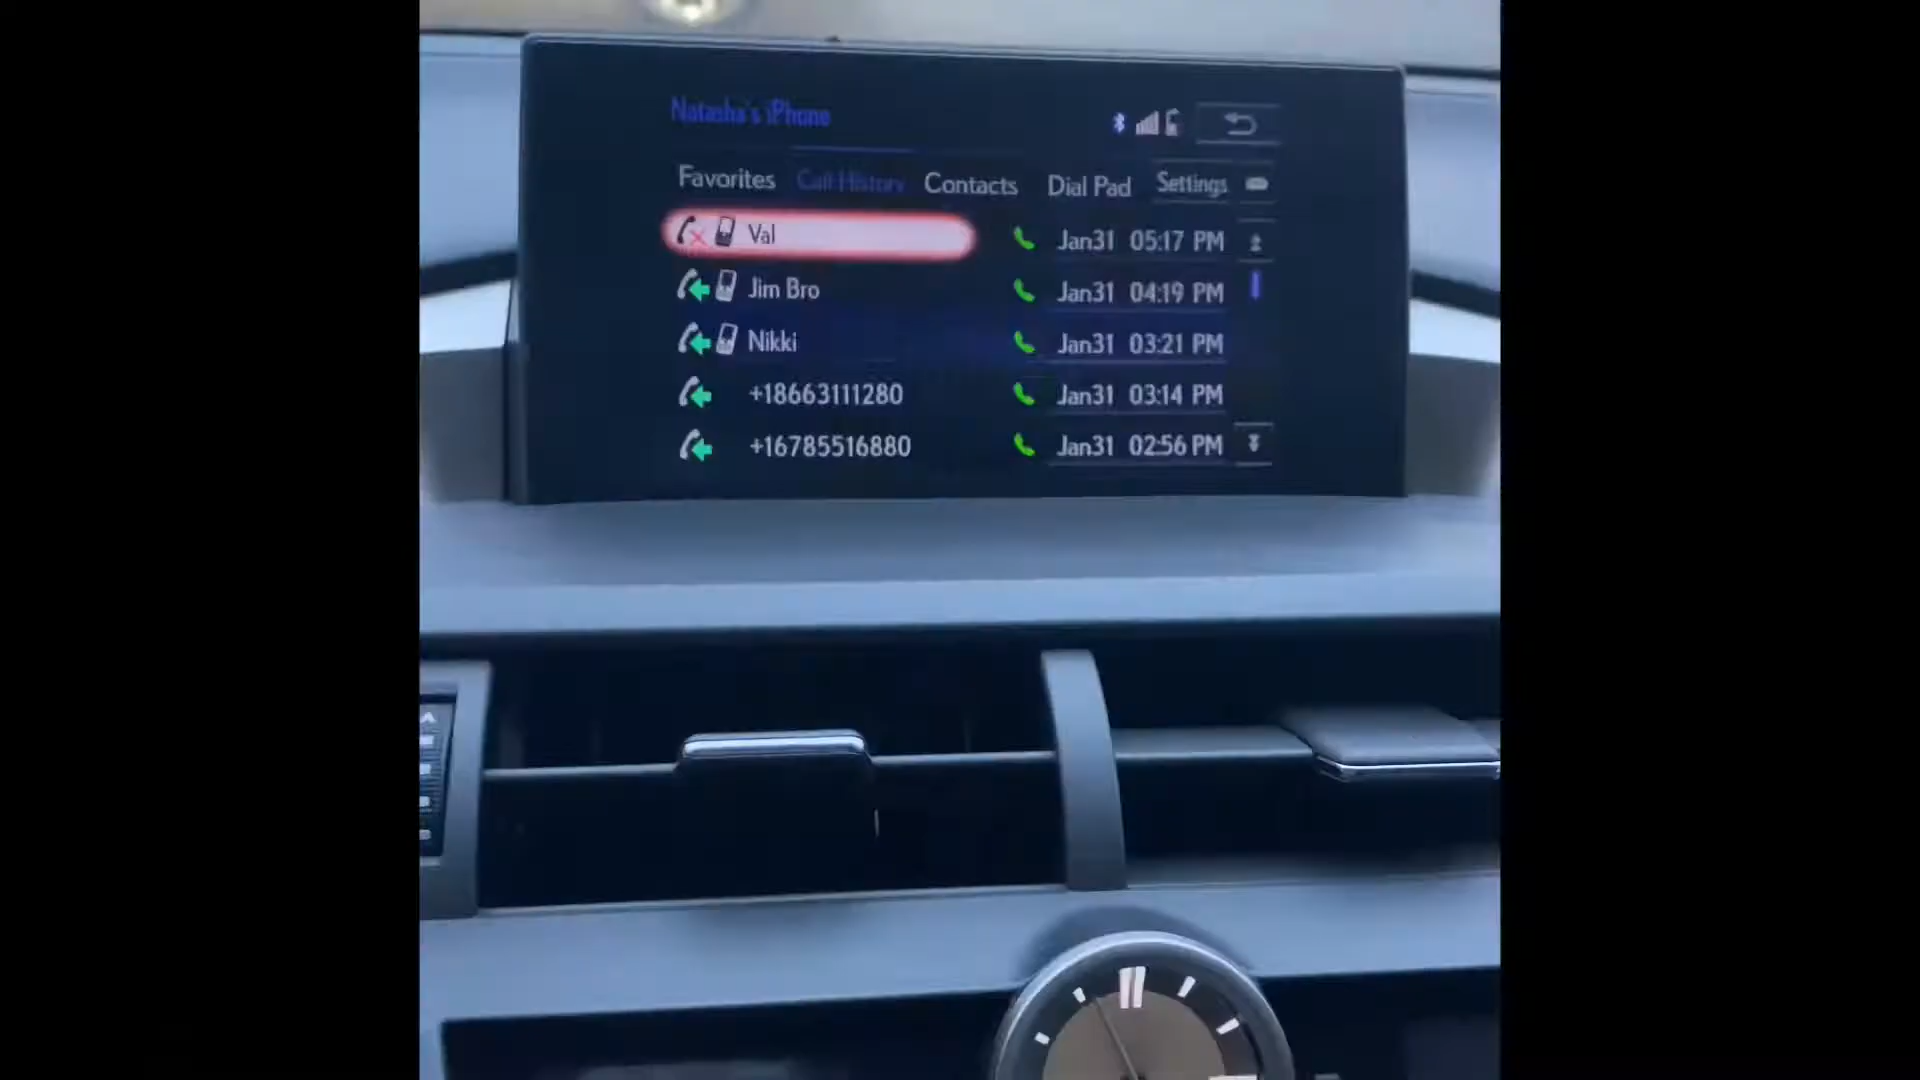 Natasha's iPhone
Favorites Call History Contacts Dial Pad Settings
Val Jan31 05:17 PM
Jim Bro Jan31 04:19 PM
Nikki Jan31 03:21 PM
+18663111280 Jan31 03:14 PM
+16785516880 Jan31 02:56 PM